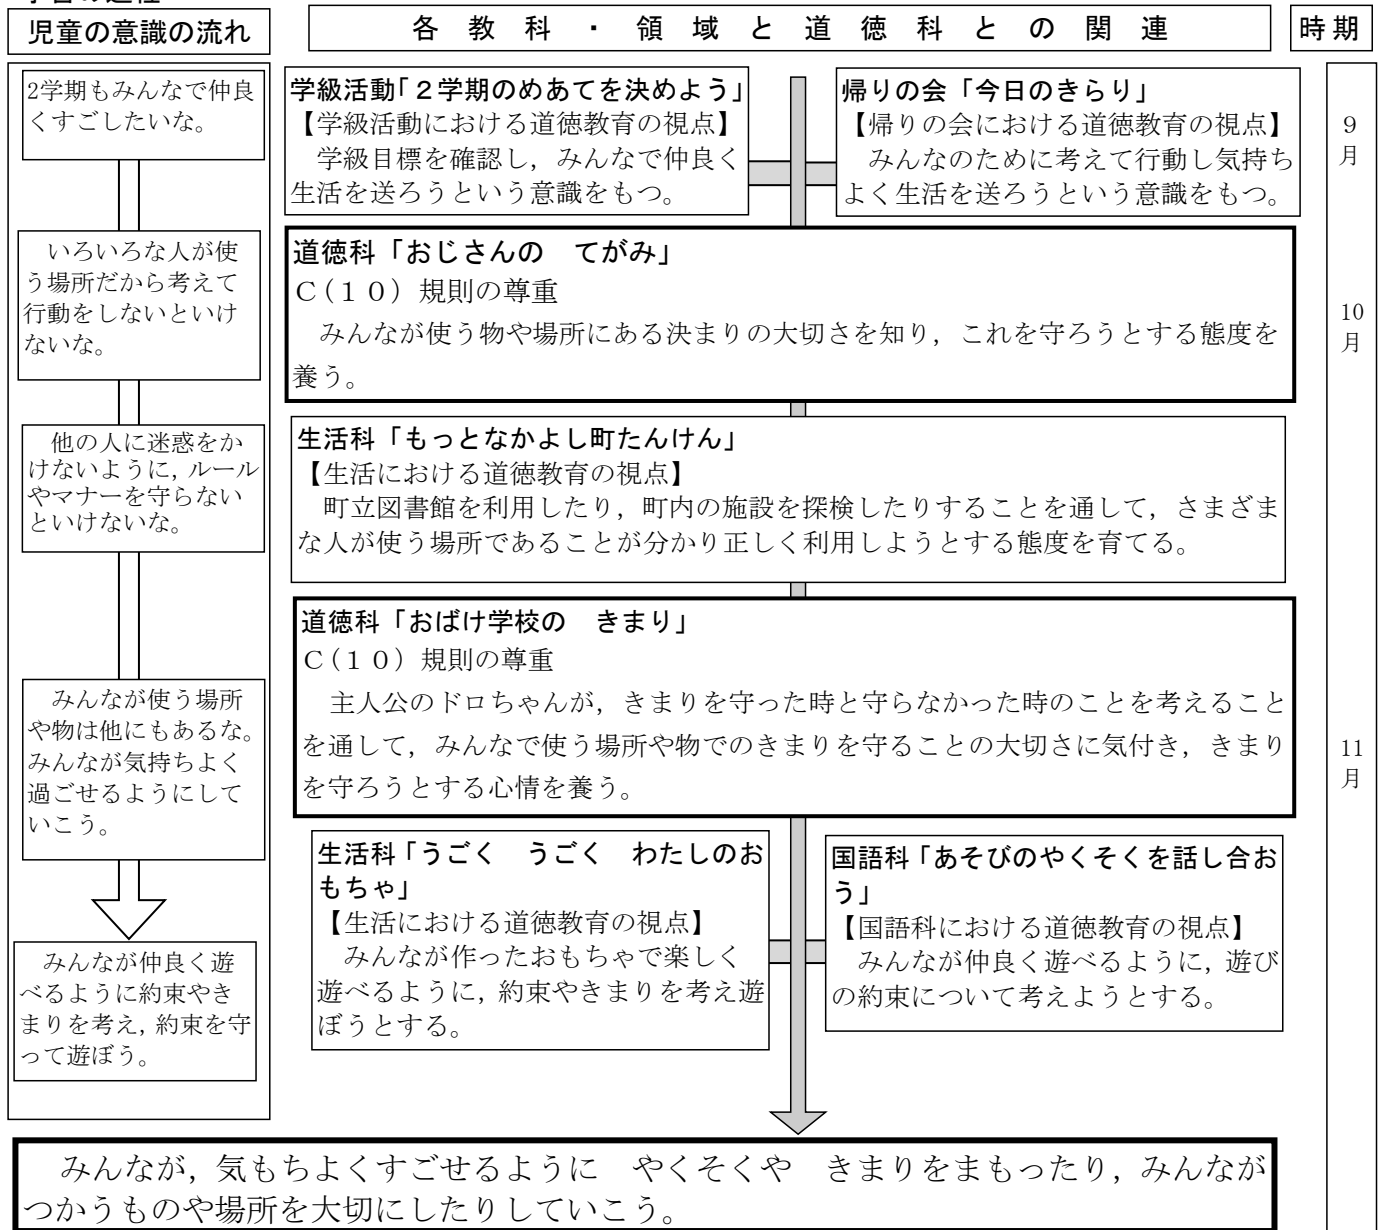 児童の意識の流れ
各教科・領域と道徳科との関連
時期
2学期もみんなで仲良
くすごしたいな。
学級活動「２学期のめあてを決めよう」
【学級活動における道徳教育の視点】
学級目標を確認し，みんなで仲良く
生活を送ろうという意識をもつ。
帰りの会「今日のきらり」
【帰りの会における道徳教育の視点】
みんなのために考えて行動し気持ち
よく生活を送ろうという意識をもつ。
9
月
いろいろな人が使
う場所だから考えて
行動をしないといけ
ないな。
道徳科「おじさんの　てがみ」
Ｃ(１０）規則の尊重
みんなが使う物や場所にある決まりの大切さを知り，これを守ろうとする態度を
養う。
10
月
他の人に迷惑をか
けないように，ルール
やマナーを守らない
といけないな。
生活科「もっとなかよし町たんけん」
【生活における道徳教育の視点】
町立図書館を利用したり，町内の施設を探検したりすることを通して，さまざま
な人が使う場所であることが分かり正しく利用しようとする態度を育てる。
道徳科「おばけ学校の　きまり」
Ｃ(１０）規則の尊重
主人公のドロちゃんが，きまりを守った時と守らなかった時のことを考えること
を通して，みんなで使う場所や物でのきまりを守ることの大切さに気付き，きまり
を守ろうとする心情を養う。
みんなが使う場所
や物は他にもあるな。
みんなが気持ちよく
過ごせるようにして
いこう。
11
月
生活科「うごく　うごく　わたしのお
もちゃ」
【生活における道徳教育の視点】
みんなが作ったおもちゃで楽しく
遊べるように，約束やきまりを考え遊
ぼうとする。
国語科「あそびのやくそくを話し合お
う」
【国語科における道徳教育の視点】
みんなが仲良く遊べるように，遊び
の約束について考えようとする。
みんなが仲良く遊
べるように約束やき
まりを考え，約束を守
って遊ぼう。
みんなが，気もちよくすごせるように　やくそくや　きまりをまもったり，みんなが
つかうものや場所を大切にしたりしていこう。